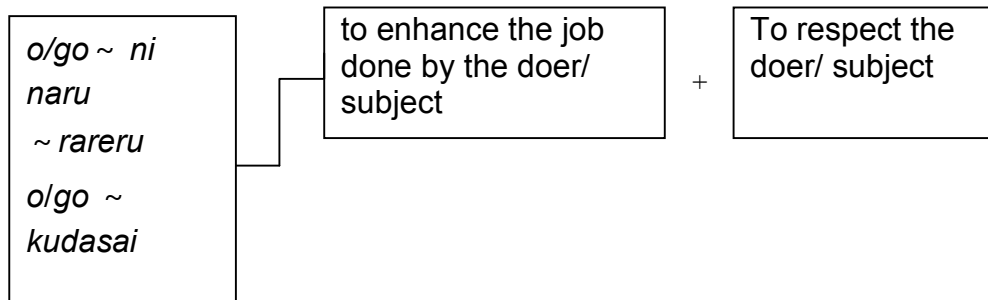 o/go ~ ni
naru
~ rareru
o/go ~
kudasai
to enhance the job
done by the doer/
subject
+
To respect the
doer/ subject